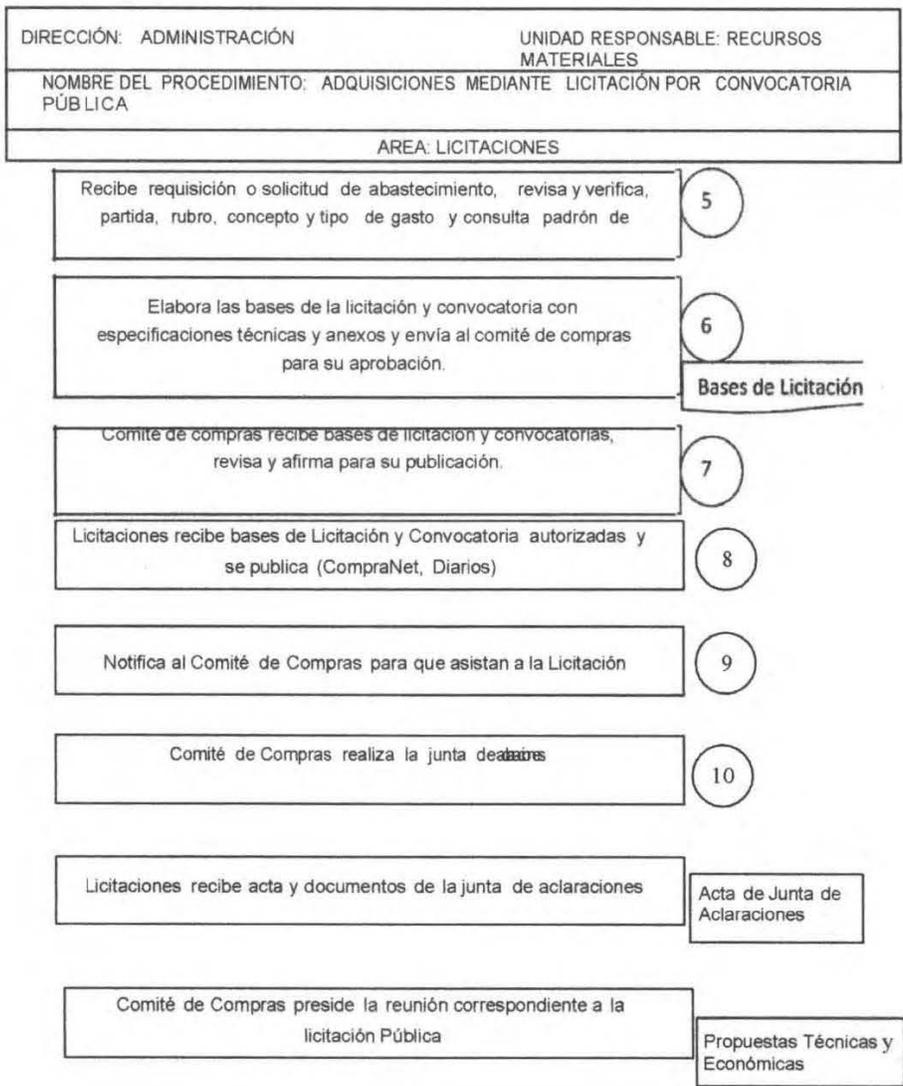 DIRECCIÓN: ADMINISTRACIÓN
UNIDAD RESPONSABLE: RECURSOS
MATERIALES
NOMBRE DEL PROCEDIMIENTO: ADQUISICIONES MEDIANTE LICITACIÓN POR CONVOCATORIA
PÚBLICA
AREA: LICITACIONES
Recibe requisición o solicitud de abastecimiento, revisa y verifica,
partida, rubro, concepto y tipo de gasto y consulta padrón de
5
Elabora las bases de la licitación y convocatoria con
especificaciones técnicas y anexos y envía al comité de compras
para su aprobación.
6
Bases de Licitación
Comité de compras recibe bases de licitación y convocatorias,
revisa y afirma para su publicación.
7
Licitaciones recibe bases de Licitación y Convocatoria autorizadas y
se publica (CompraNet, Diarios)
8
Notifica al Comité de Compras para que asistan a la Licitación
9
Comité de Compras realiza la junta de
10
Licitaciones recibe acta y documentos de la junta de aclaraciones
Acta de Junta de
Aclaraciones
Comité de Compras preside la reunión correspondiente a la
licitación Pública
Propuestas Técnicas y
Económicas